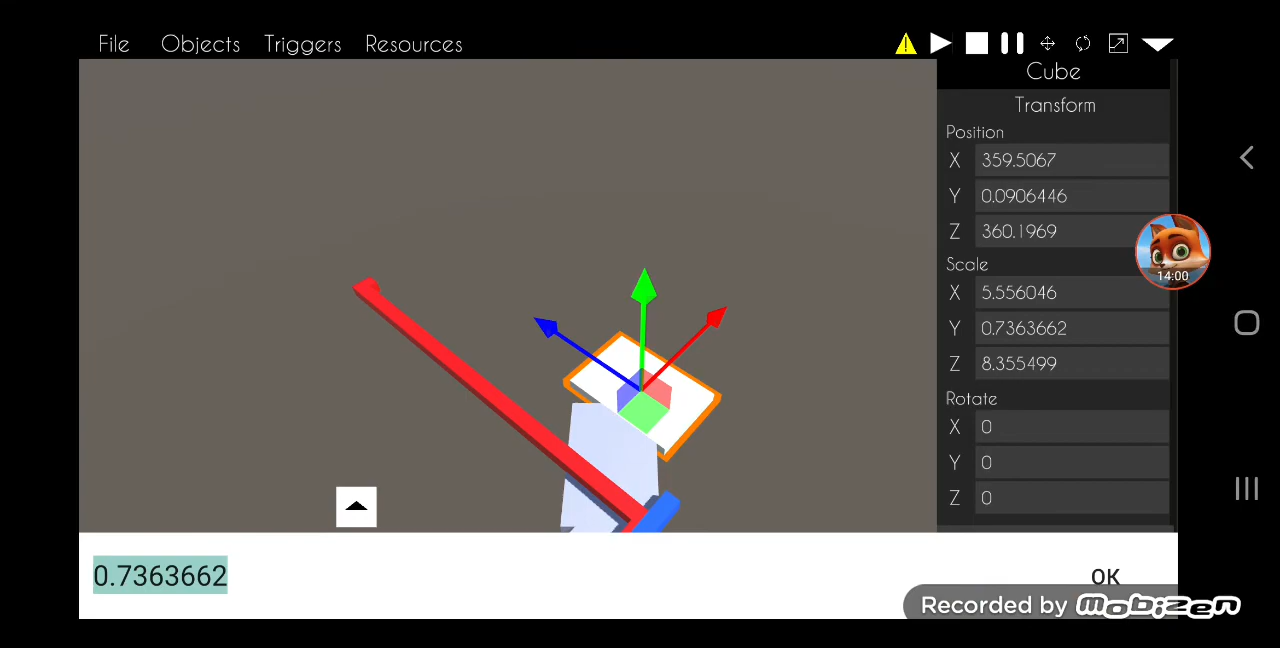 File Objects Triggers Resources
Cube
Transform
Position
X 359.5067
Y 0.0906446
Z 360.1969
14:00
Scale
X 5.556046
Y 0.7363662
Z 8.355499
Rotate
X 0
Y 0
Z 0
0.7363662
OK
Recorded by Mobizen